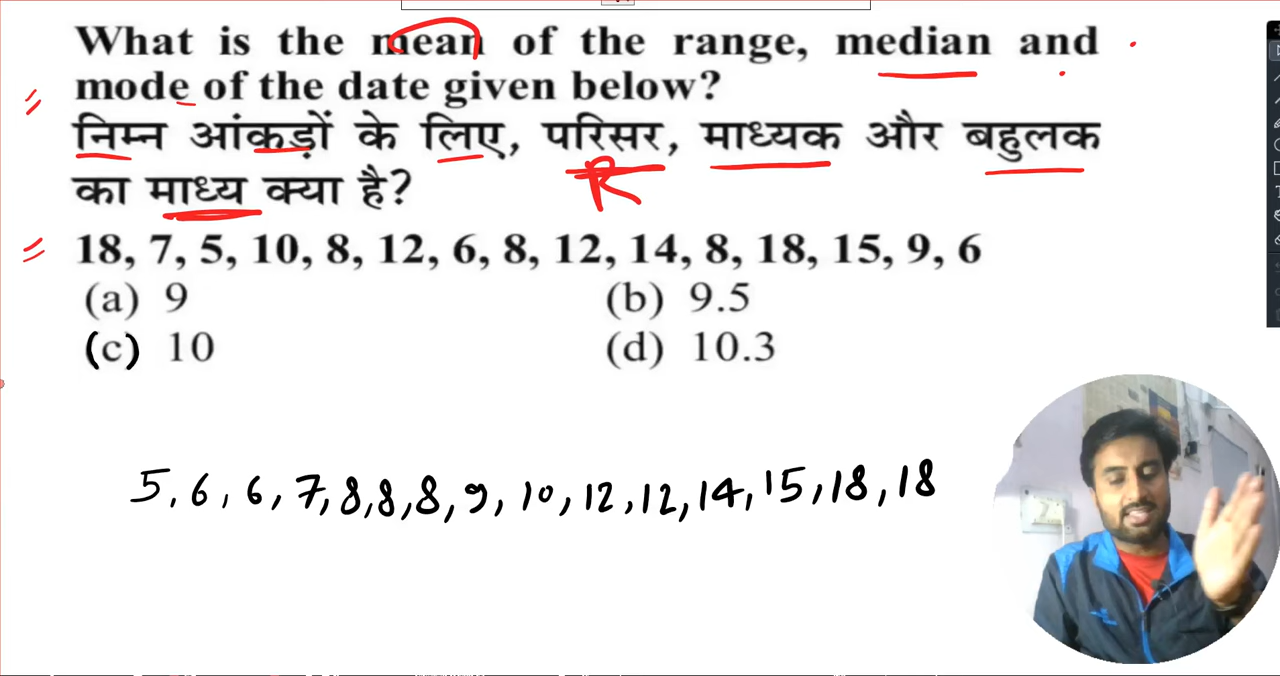 What is the mean of the range, median and
mode of the date given below?
निम्न आंकड़ों के लिए, परिसर, माध्यक और बहुलक
का माध्य क्या है?
R
18, 7, 5, 10, 8, 12, 6, 8, 12, 14, 8, 18, 15, 9, 6
(a) 9 (b) 9.5
(c) 10 (d) 10.3
5, 6, 6, 7, 8, 8, 8, 9, 10, 12, 12, 14, 15, 18, 18